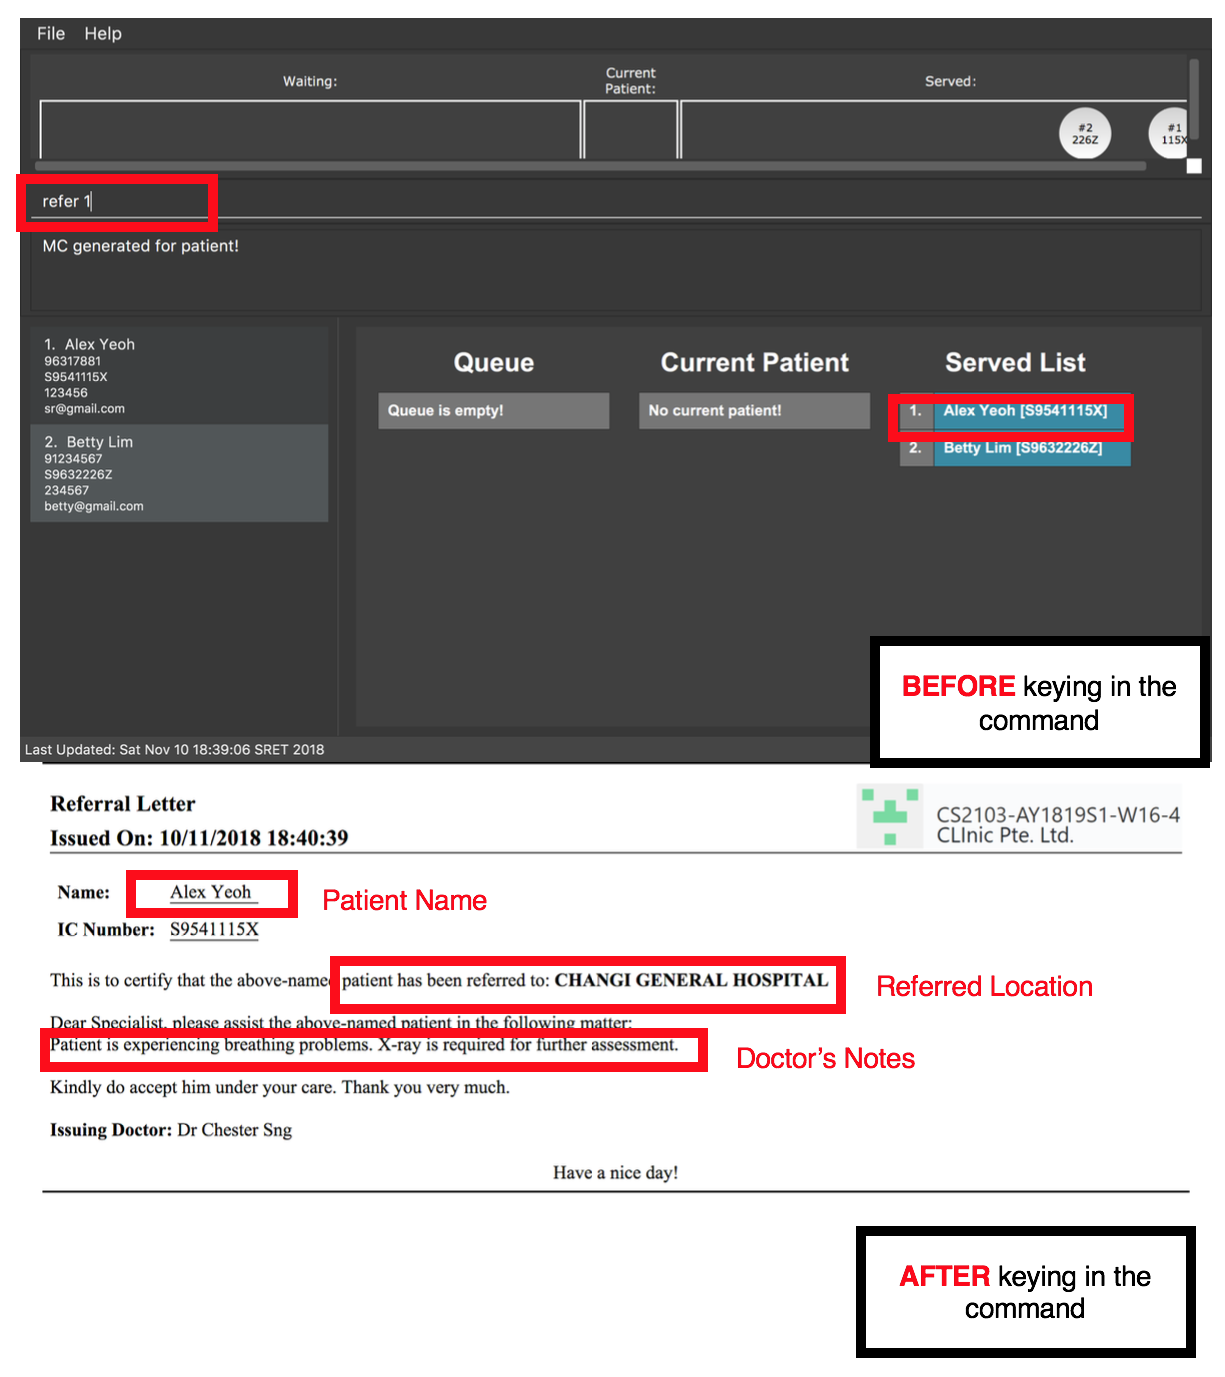 File Help
Waiting:
Current
Patient:
Served:
#2
226Z
#1
115X
refer 1
MC generated for patient!
1. Alex Yeoh
96317881
S9541115X
123456
sr@gmail.com
2. Betty Lim
91234567
S9632226Z
234567
betty@gmail.com
Queue
Queue is empty!
Current Patient
No current patient!
Served List
1. Alex Yeoh [S9541115X]
2. Betty Lim [S9632226Z]
BEFORE keying in the
command
Last Updated: Sat Nov 10 18:39:06 SRET 2018
Referral Letter
Issued On: 10/11/2018 18:40:39
CS2103-AY1819S1-W16-4
CLInic Pte. Ltd.
Name: Alex Yeoh
Patient Name
IC Number: S9541115X
This is to certify that the above-named patient has been referred to: CHANGI GENERAL HOSPITAL
Referred Location
Dear Specialist, please assist the above-named patient in the following matter:
Patient is experiencing breathing problems. X-ray is required for further assessment.
Doctor's Notes
Kindly do accept him under your care. Thank you very much.
Issuing Doctor: Dr Chester Sng
Have a nice day!
AFTER keying in the
command